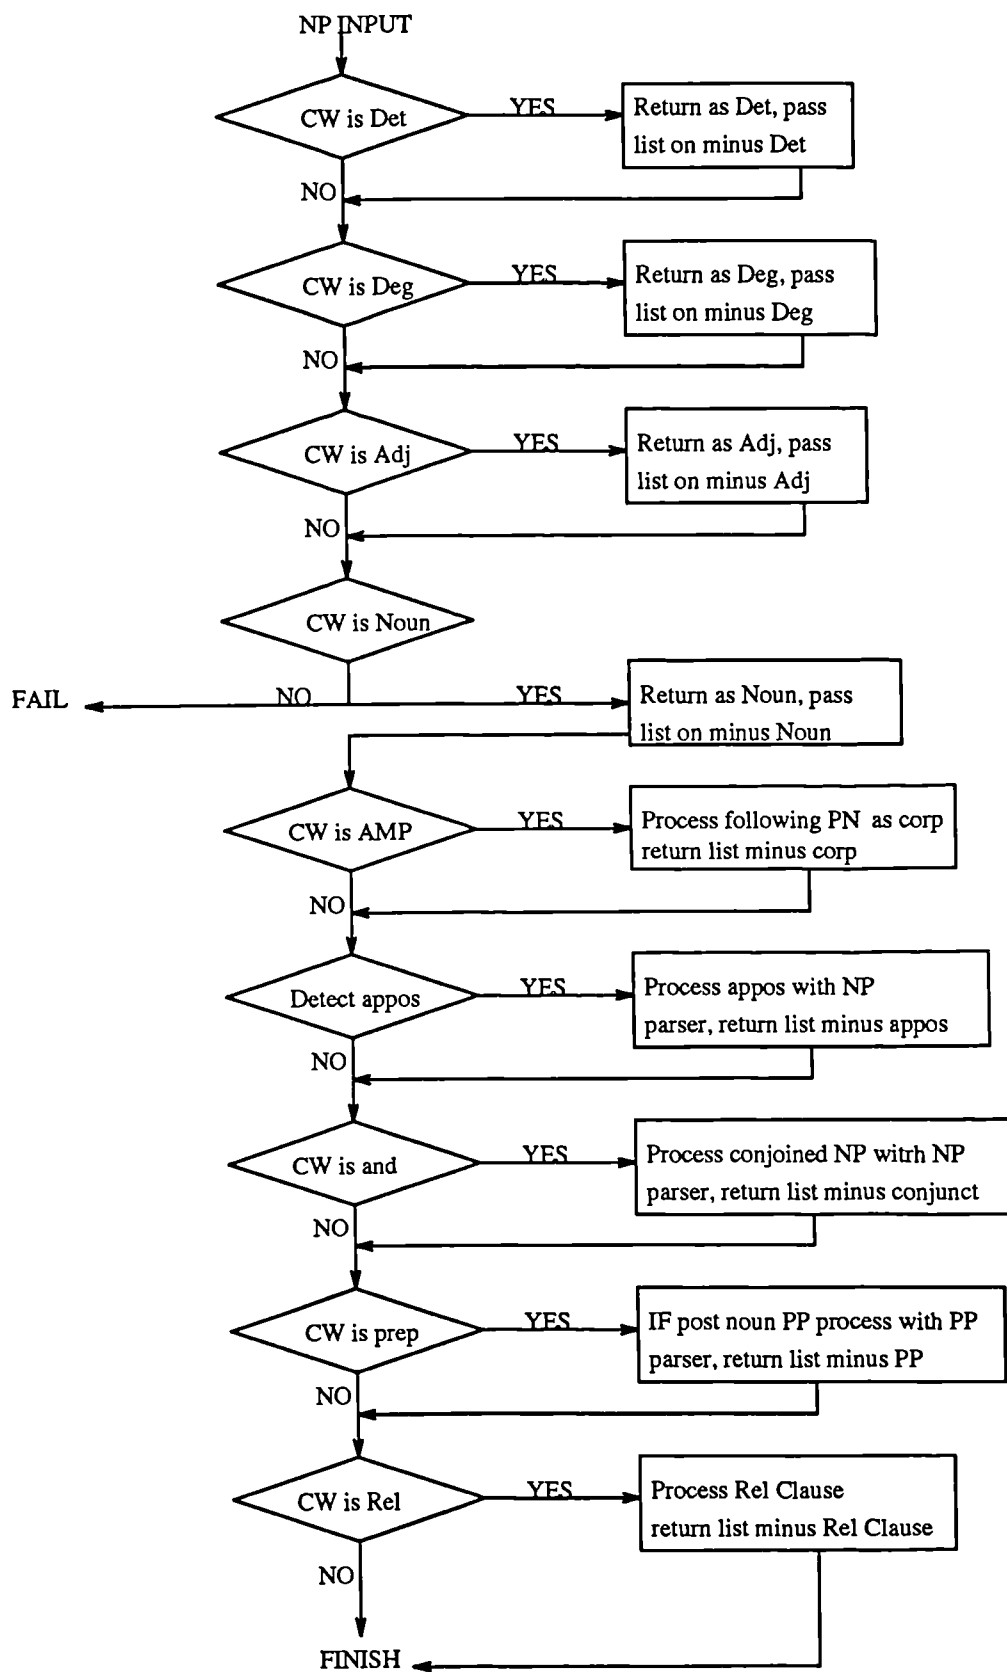 NP INPUT
CW is Det
YES
Return as Det, pass
list on minus Det
NO
CW is Deg
YES
Return as Deg, pass
list on minus Deg
NO
CW is Adj
YES
Return as Adj, pass
list on minus Adj
NO
CW is Noun
FAIL
NO
YES
Return as Noun, pass
list on minus Noun
CW is AMP
YES
Process following PN as corp
return list minus corp
NO
Detect appos
YES
Process appos with NP
parser, return list minus appos
NO
CW is and
YES
Process conjoined NP witrh NP
parser, return list minus conjunct
NO
CW is prep
YES
IF post noun PP process with PP
parser, return list minus PP
NO
CW is Rel
YES
Process Rel Clause
return list minus Rel Clause
NO
FINISH